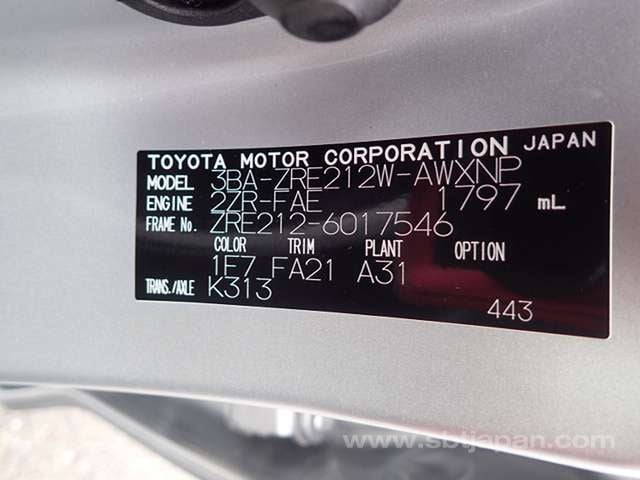 TOYOTA MOTOR CORPORATION JAPAN
MODEL 3BA-ZRE212W-AWXNP
ENGINE 2ZR-FAE 1797 mL
FRAME No. ZRE212-6017546
COLOR TRIM PLANT OPTION
1E7 FA21 A31
TRANS./AXLE K313
443
www.sbtjapan.com